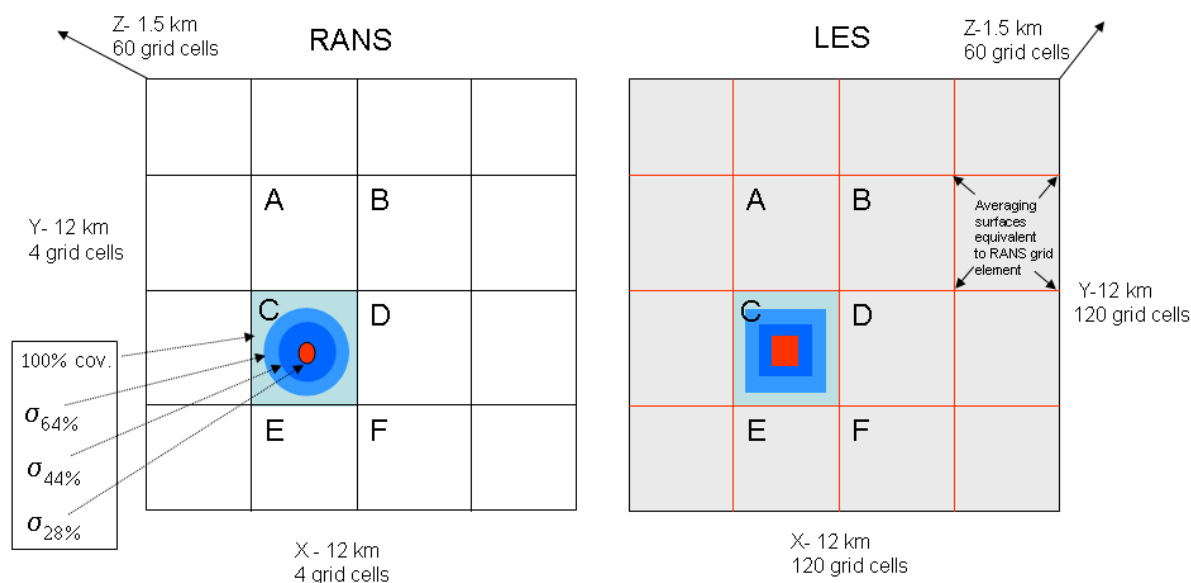 Z- 1.5 km
60 grid cells
RANS
LES
Z-1.5 km
60 grid cells
A
B
Y- 12 km
4 grid cells
C
D
100% cov.
σ64%
σ44%
σ28%
E
F
X - 12 km
4 grid cells
A
B
Averaging
surfaces
equivalent
to RANS grid
element
C
D
Y-12 km
120 grid cells
E
F
X- 12 km
120 grid cells